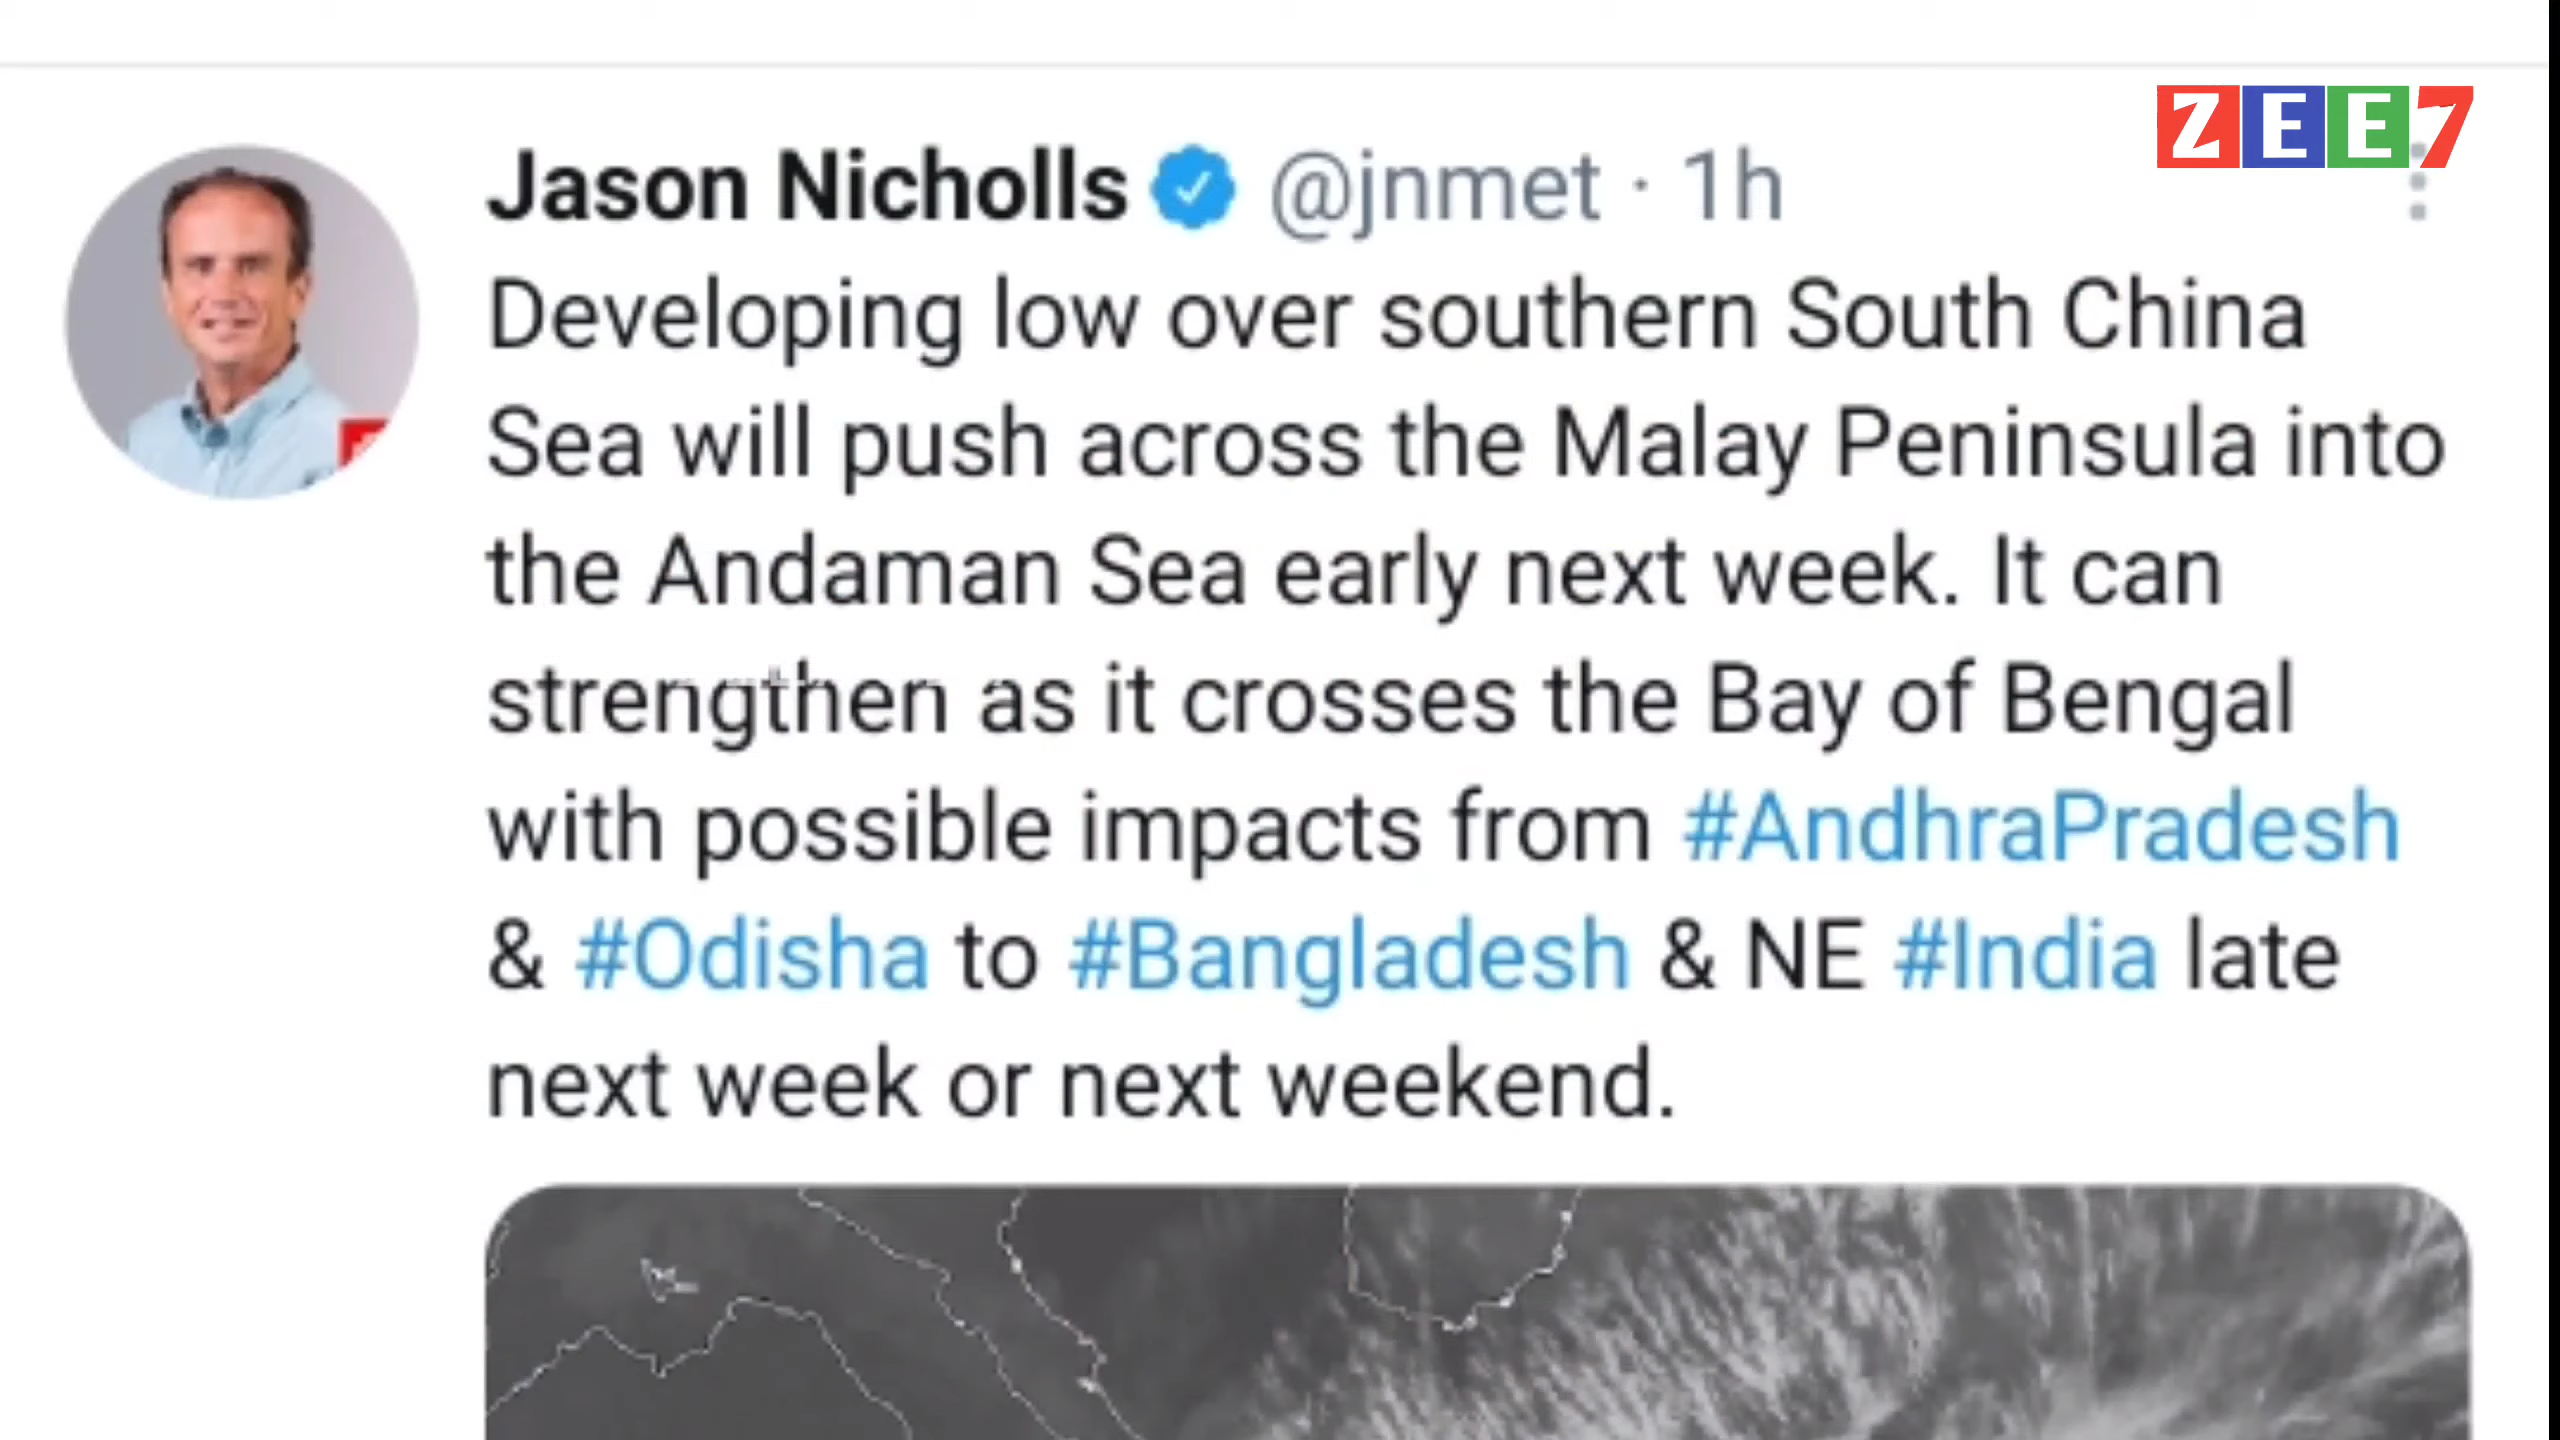 ZEE7
Jason Nicholls @jnmet · 1h
Developing low over southern South China
Sea will push across the Malay Peninsula into
the Andaman Sea early next week. It can
strengthen as it crosses the Bay of Bengal
with possible impacts from #AndhraPradesh
& #Odisha to #Bangladesh & NE #India late
next week or next weekend.